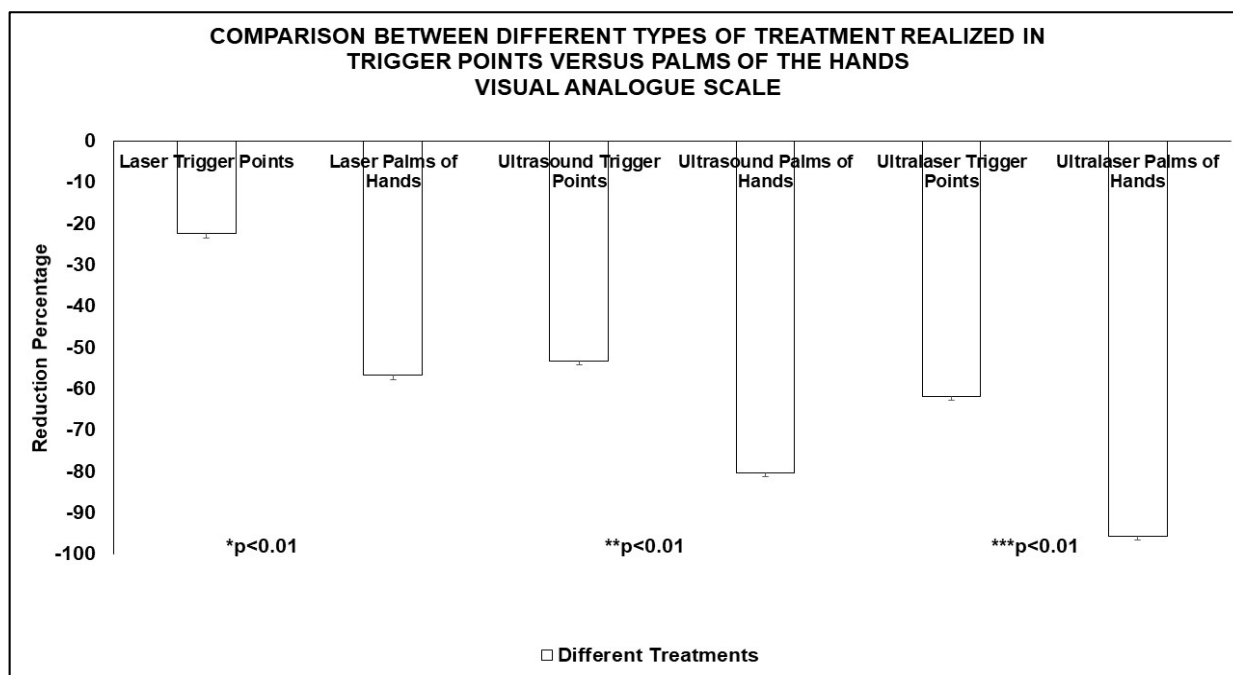 COMPARISON BETWEEN DIFFERENT TYPES OF TREATMENT REALIZED IN
TRIGGER POINTS VERSUS PALMS OF THE HANDS
VISUAL ANALOGUE SCALE
Reduction Percentage
0
-10
-20
-30
-40
-50
-60
-70
-80
-90
-100
Laser Trigger Points
Laser Palms of
Hands
Ultrasound Trigger
Points
Ultrasound Palms of
Hands
Ultralaser Trigger
Points
Ultralaser Palms of
Hands
*p<0.01
**p<0.01
***p<0.01
Different Treatments